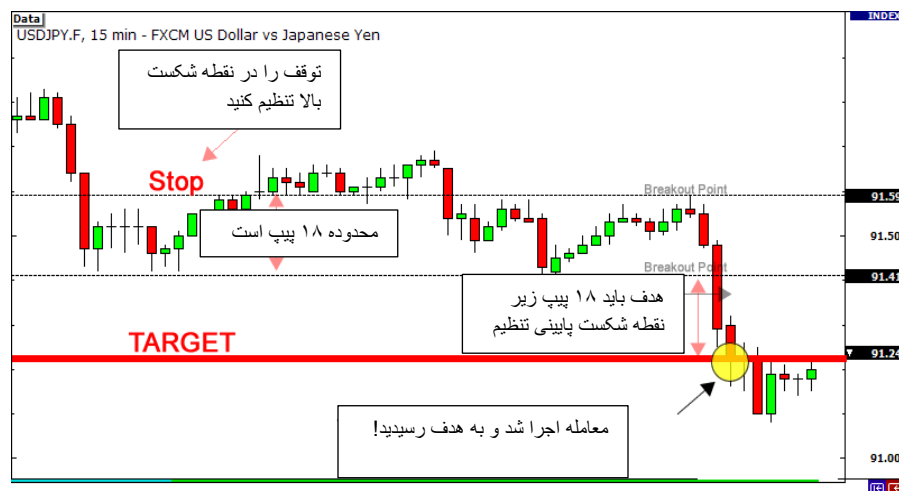 Data
INDEX
USDJPY.F, 15 min - FXCM US Dollar vs Japanese Yen
توقف را در نقطه شکست
بالا تنظیم کنید
Stop
Breakout Point
91.59
محدوده ۱۸ پیپ است
91.50
Breakout Point
91.41
هدف باید ۱۸ پیپ زیر
نقطه شکست پایینی تنظیم
TARGET
91.24
معامله اجرا شد و به هدف رسیدید!
91.00